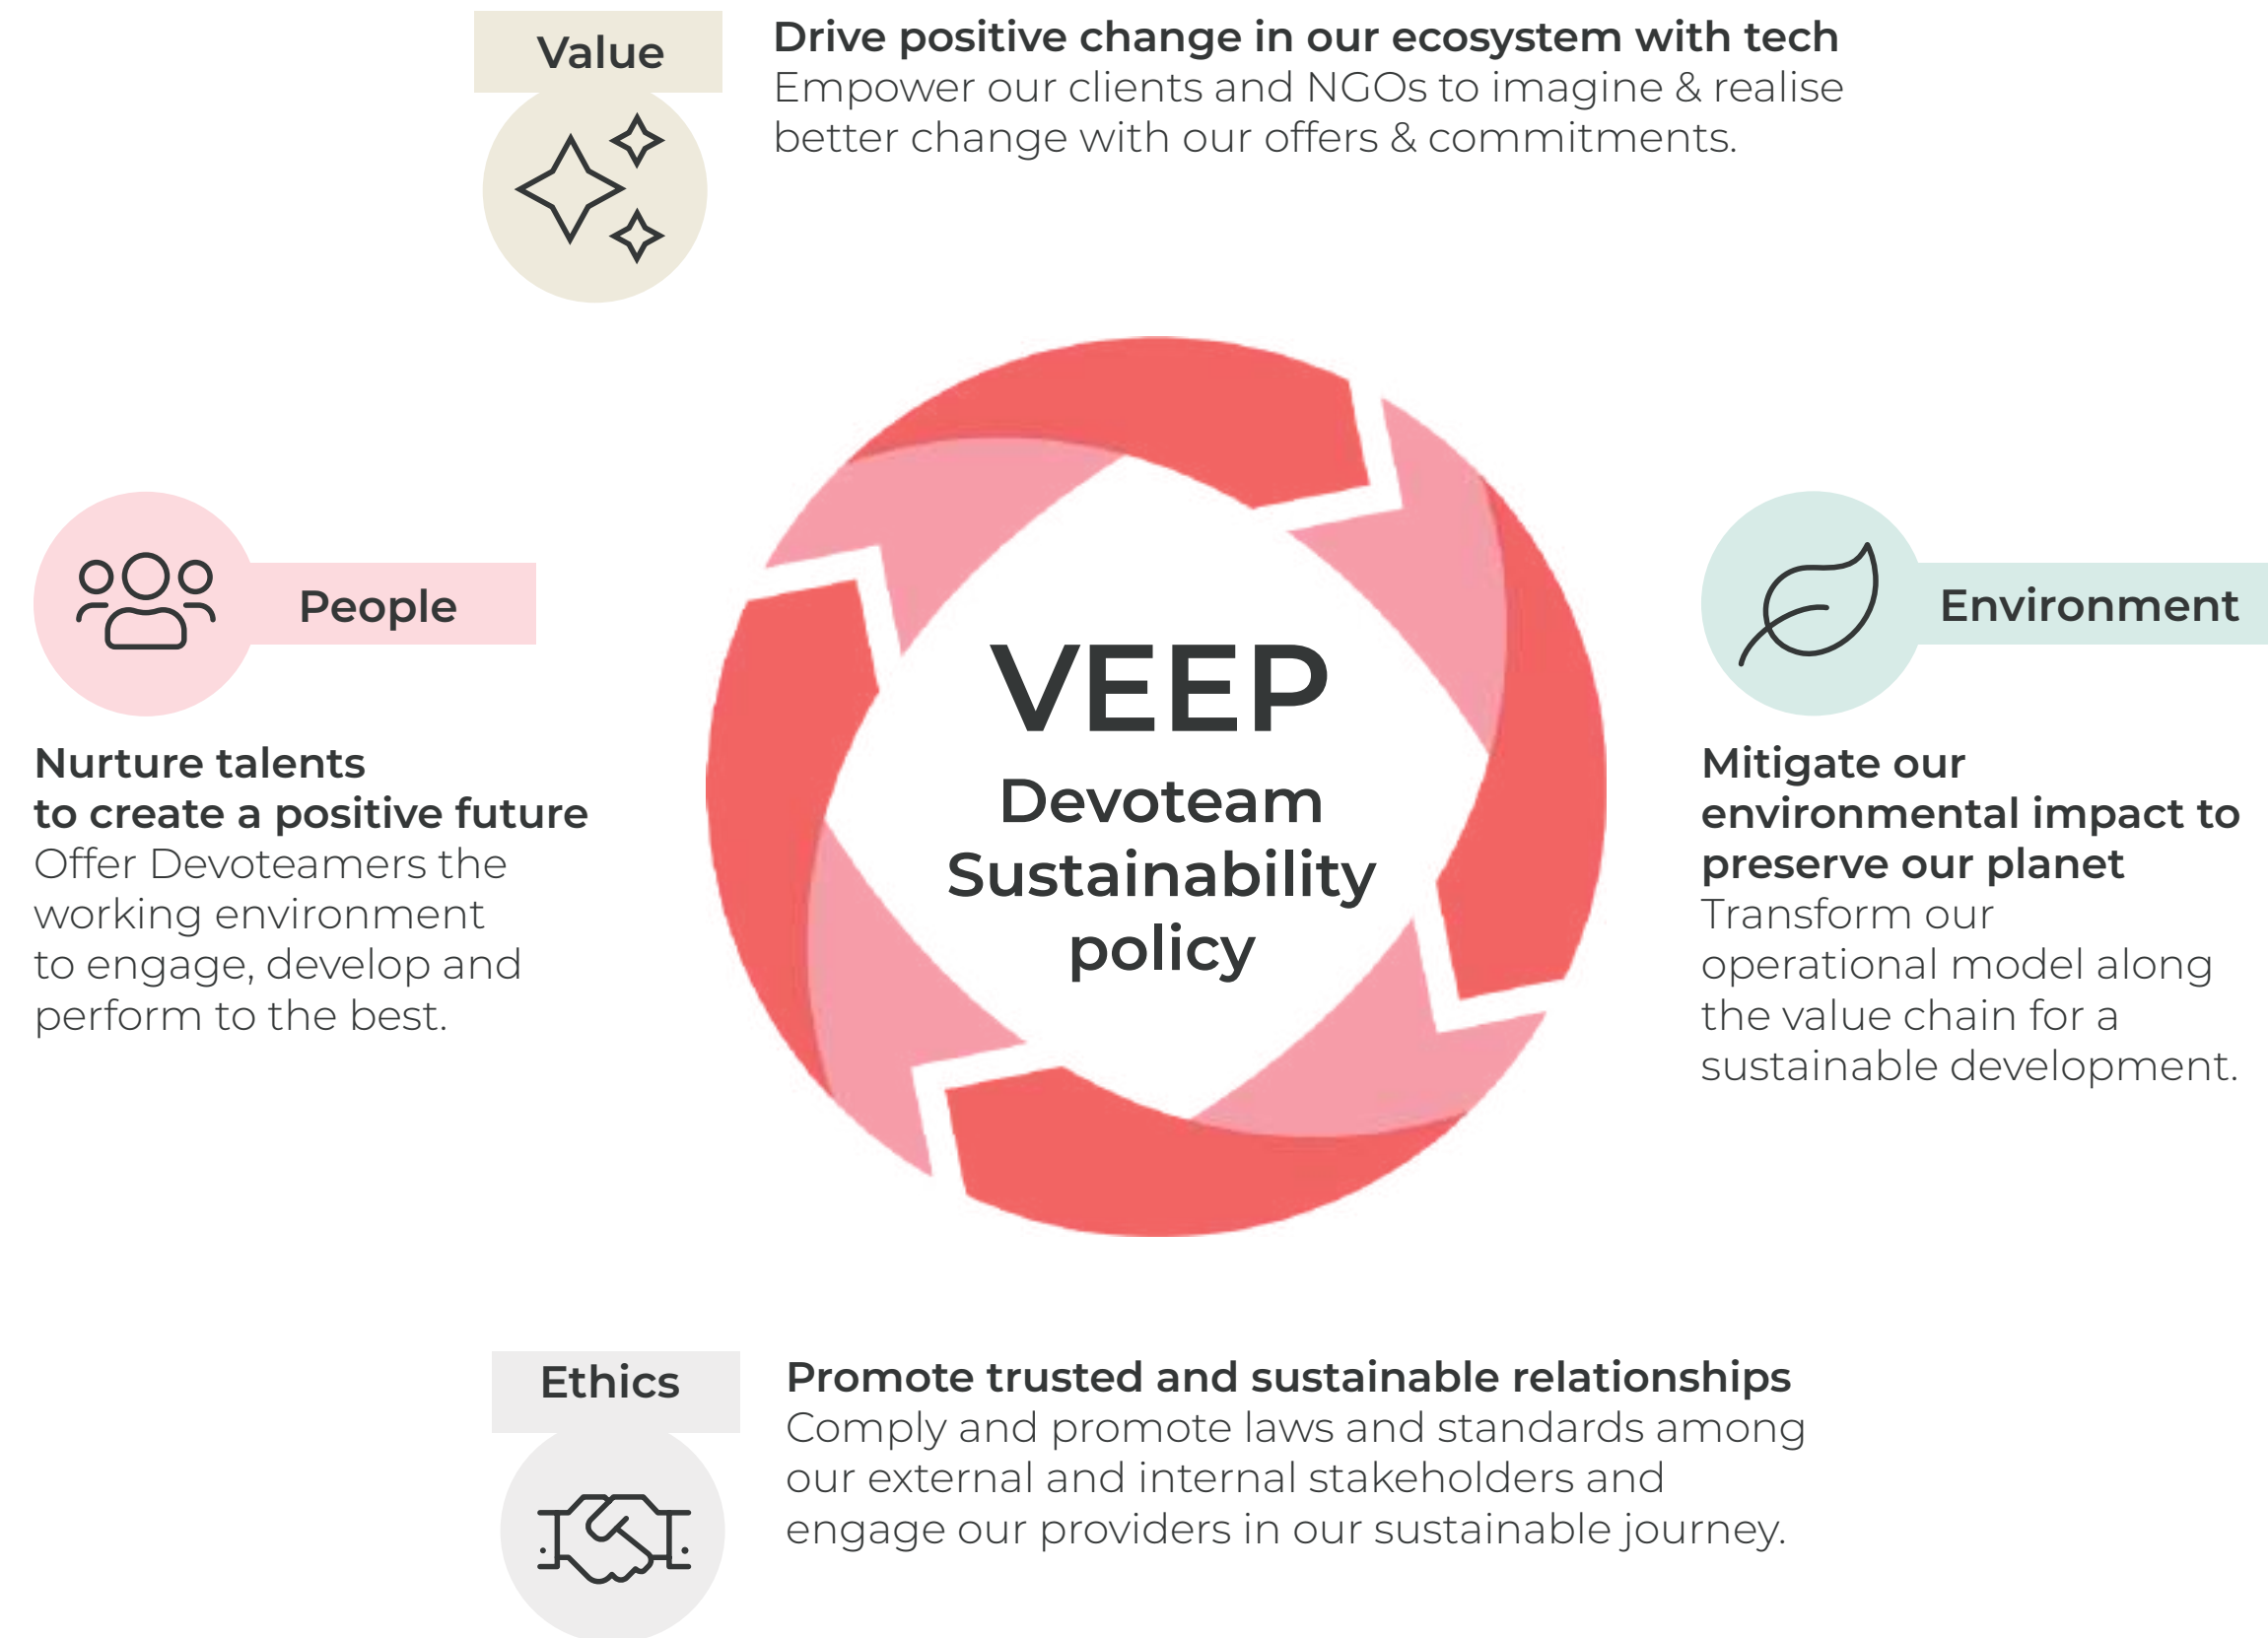 Value
Drive positive change in our ecosystem with tech
Empower our clients and NGOs to imagine & realise
better change with our offers & commitments.
People
Nurture talents
to create a positive future
Offer Devoteamers the
working environment
to engage, develop and
perform to the best.
VEEP
Devoteam
Sustainability
policy
Environment
Mitigate our
environmental impact to
preserve our planet
Transform our
operational model along
the value chain for a
sustainable development.
Ethics
Promote trusted and sustainable relationships
Comply and promote laws and standards among
our external and internal stakeholders and
engage our providers in our sustainable journey.